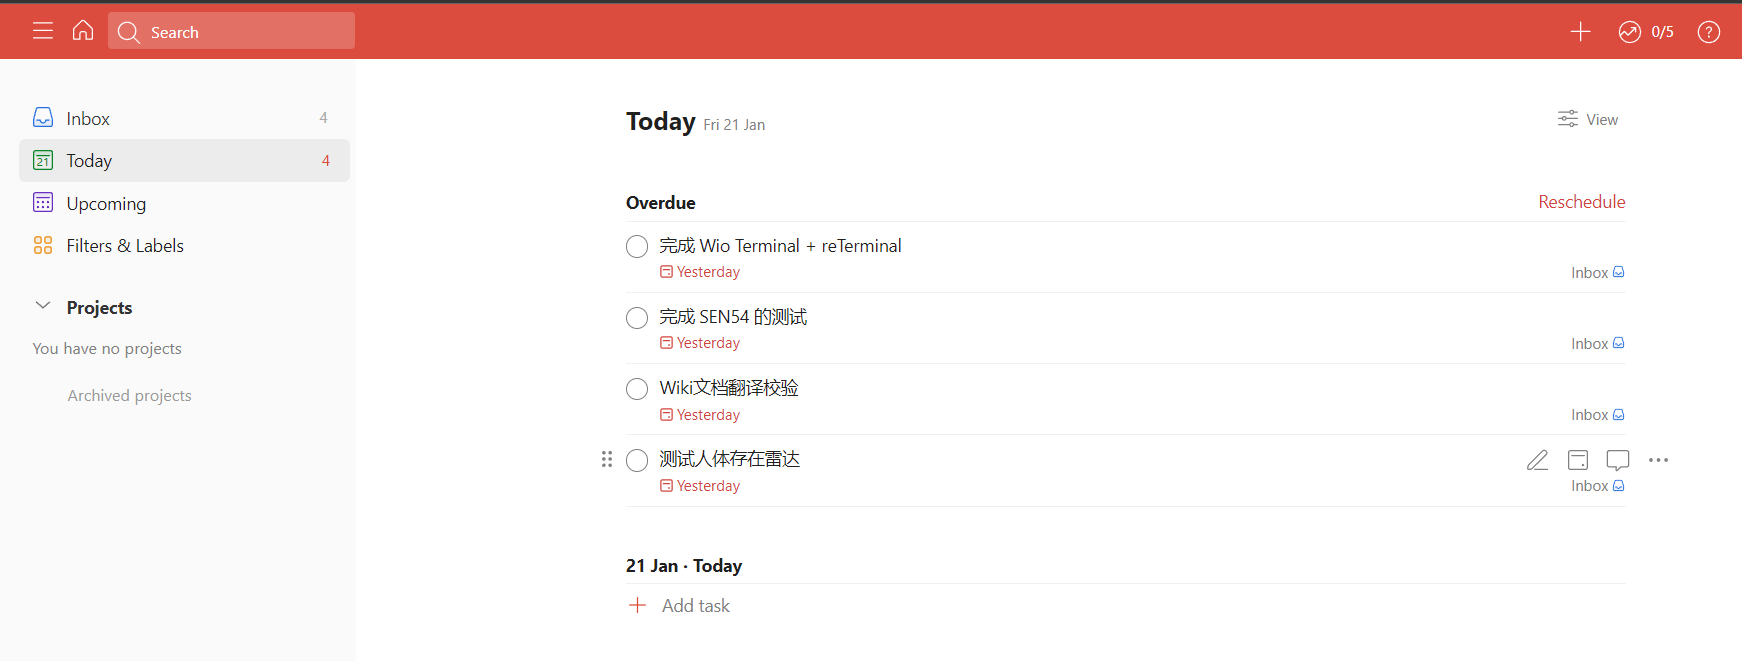 Search
0/5
Inbox 4
21 Today 4
Upcoming
Filters & Labels
Projects
You have no projects
Archived projects
Today Fri 21 Jan
View
Overdue
Reschedule
完成 Wio Terminal + reTerminal
Yesterday
Inbox
完成 SEN54 的测试
Yesterday
Inbox
Wiki文档翻译校验
Yesterday
Inbox
测试人体存在雷达
Yesterday
Inbox
21 Jan · Today
Add task